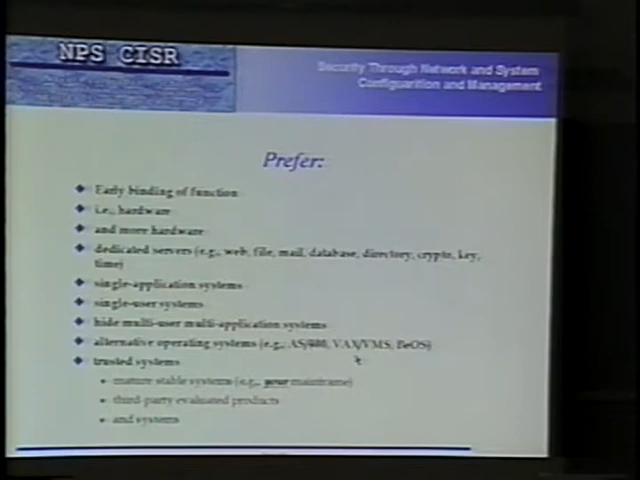 NPS CISR
Security Through Network and System
Configuration and Management
Prefer:
Early binding of function
i.e., hardware
and more hardware
dedicated servers (e.g., web, file, mail, database, directory, crypto, key,
time)
single-application systems
single-user systems
hide multi-user multi-application systems
alternative operating systems (e.g., AS/400, VAX/VMS, BeOS)
trusted systems
mature stable systems (e.g., your mainframe)
third-party evaluated products
and systems